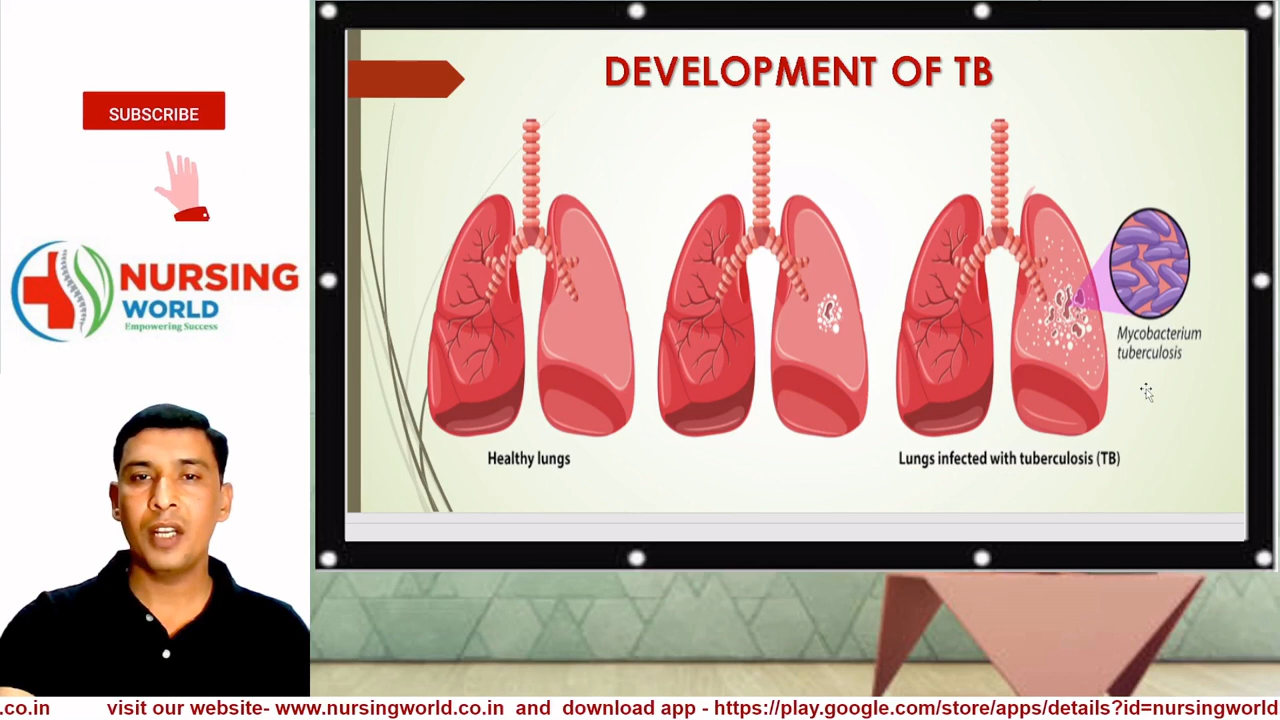 SUBSCRIBE
NURSING
WORLD
Empowering Success
DEVELOPMENT OF TB
Mycobacterium
tuberculosis
Healthy lungs
Lungs infected with tuberculosis (TB)
.co.in visit our website- www.nursingworld.co.in and download app - https://play.google.com/store/apps/details?id=nursingworld